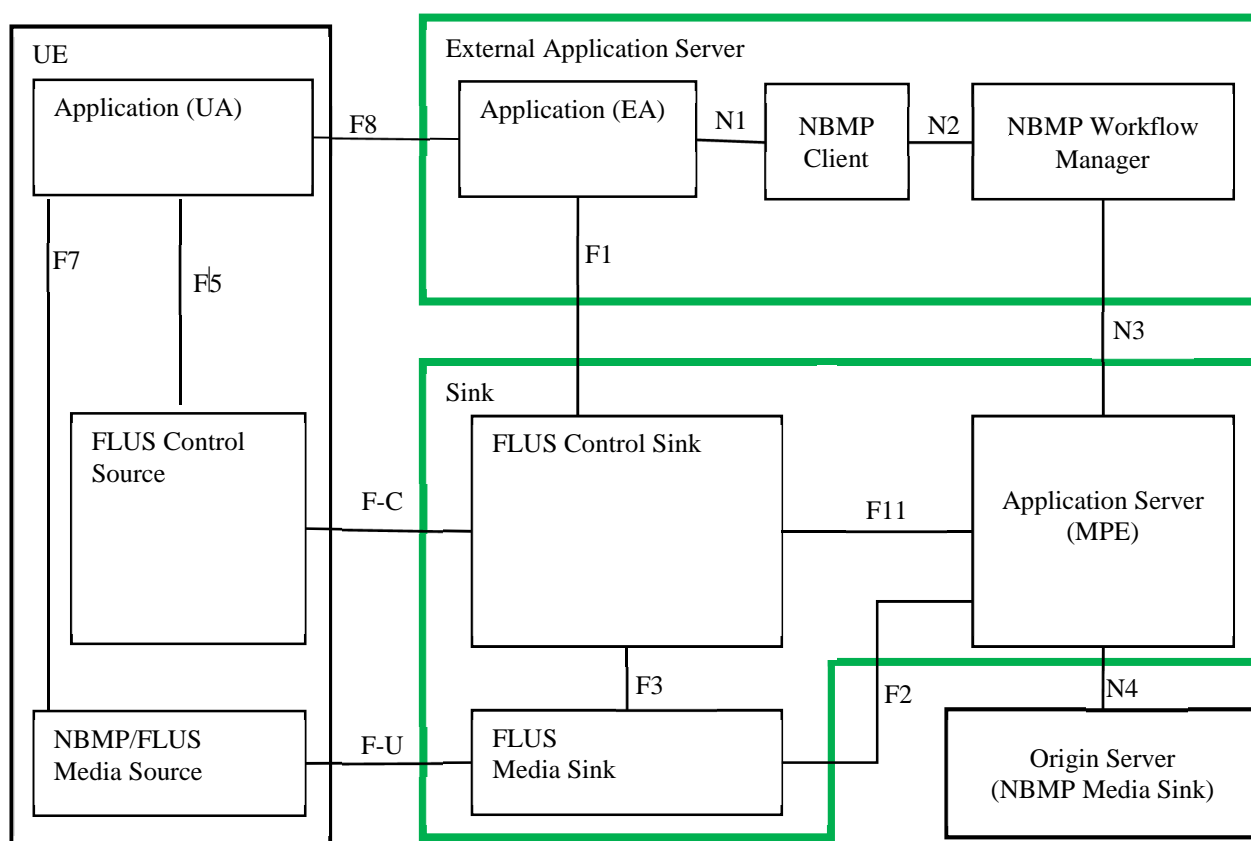 UE
External Application Server
Application (UA)
F8
Application (EA)
N1
NBMP
Client
N2
NBMP Workflow
Manager
F7
F5
F1
N3
Sink
FLUS Control
Source
F-C
FLUS Control Sink
F11
Application Server
(MPE)
F3
F2
N4
NBMP/FLUS
Media Source
F-U
FLUS
Media Sink
Origin Server
(NBMP Media Sink)